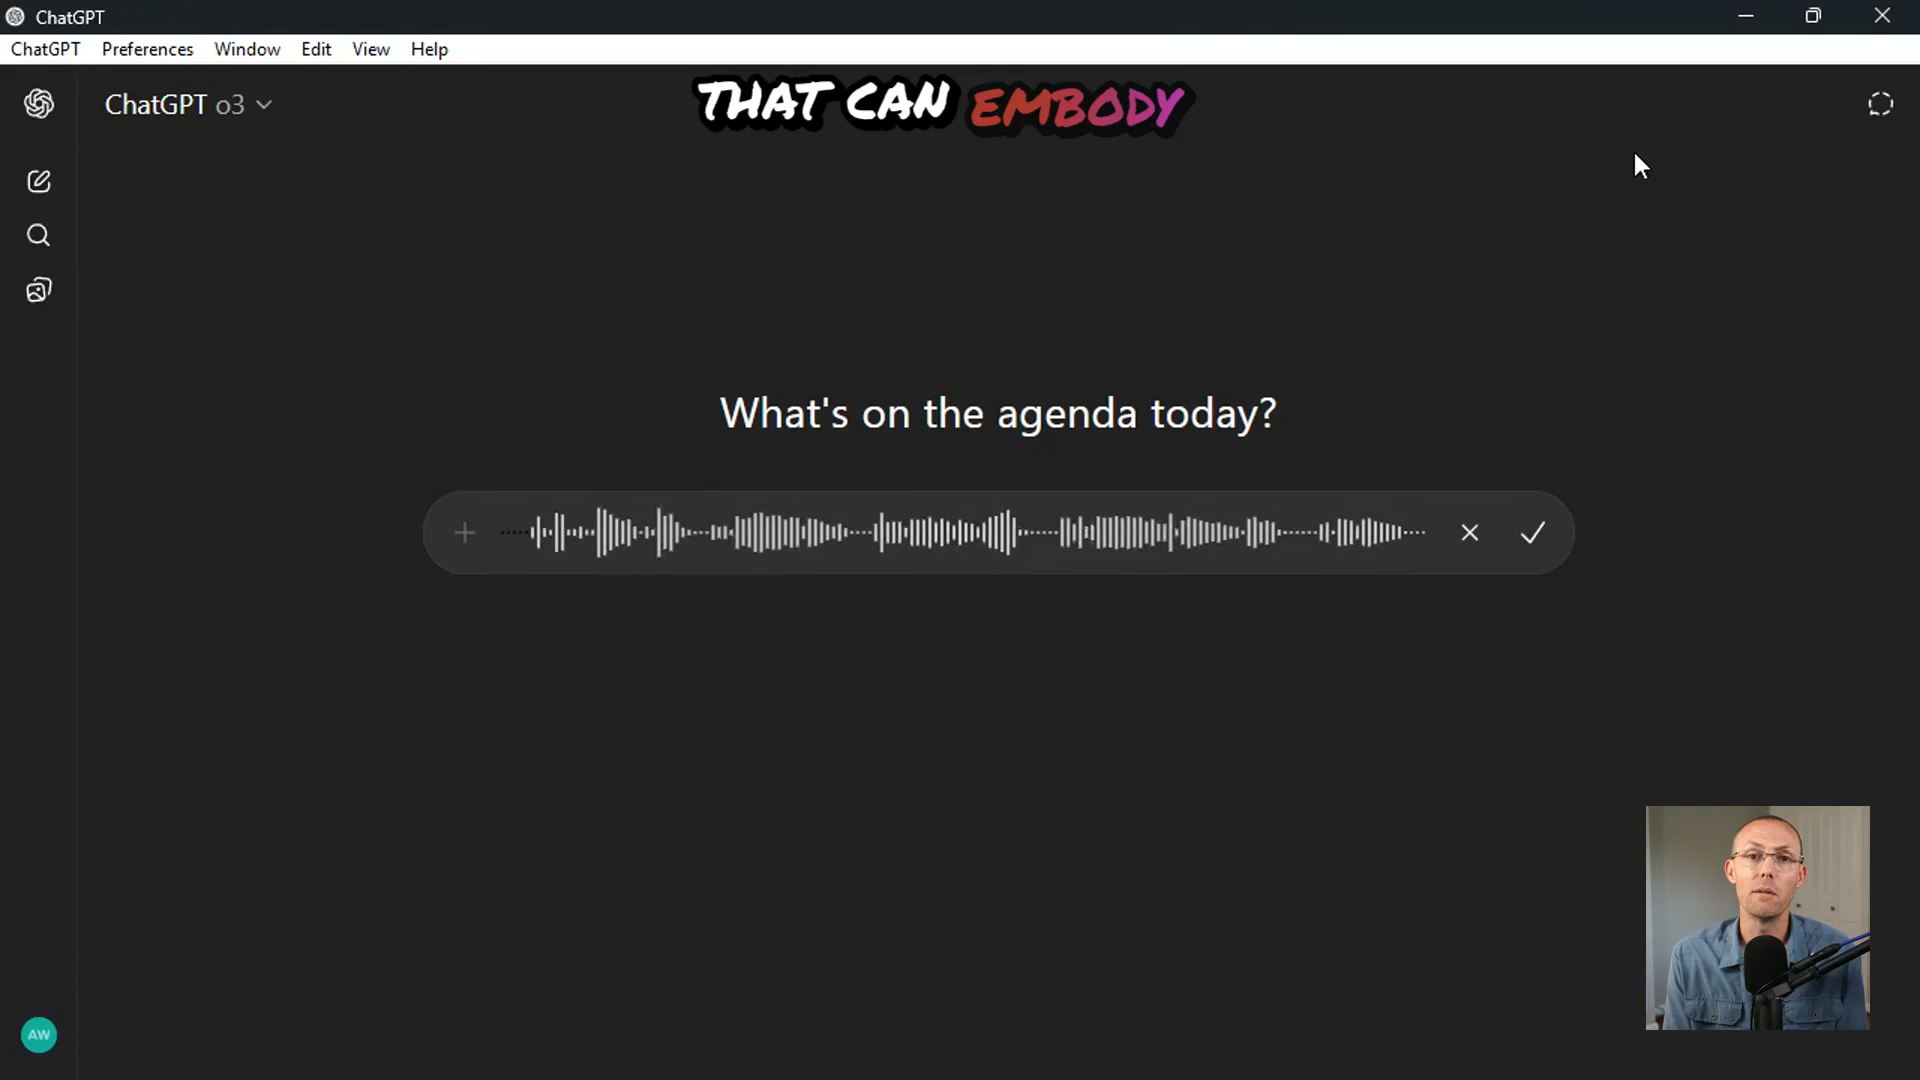 ChatGPT
ChatGPT Preferences Window Edit View Help
ChatGPT o3
THAT CAN EMBODY
What's on the agenda today?
AW